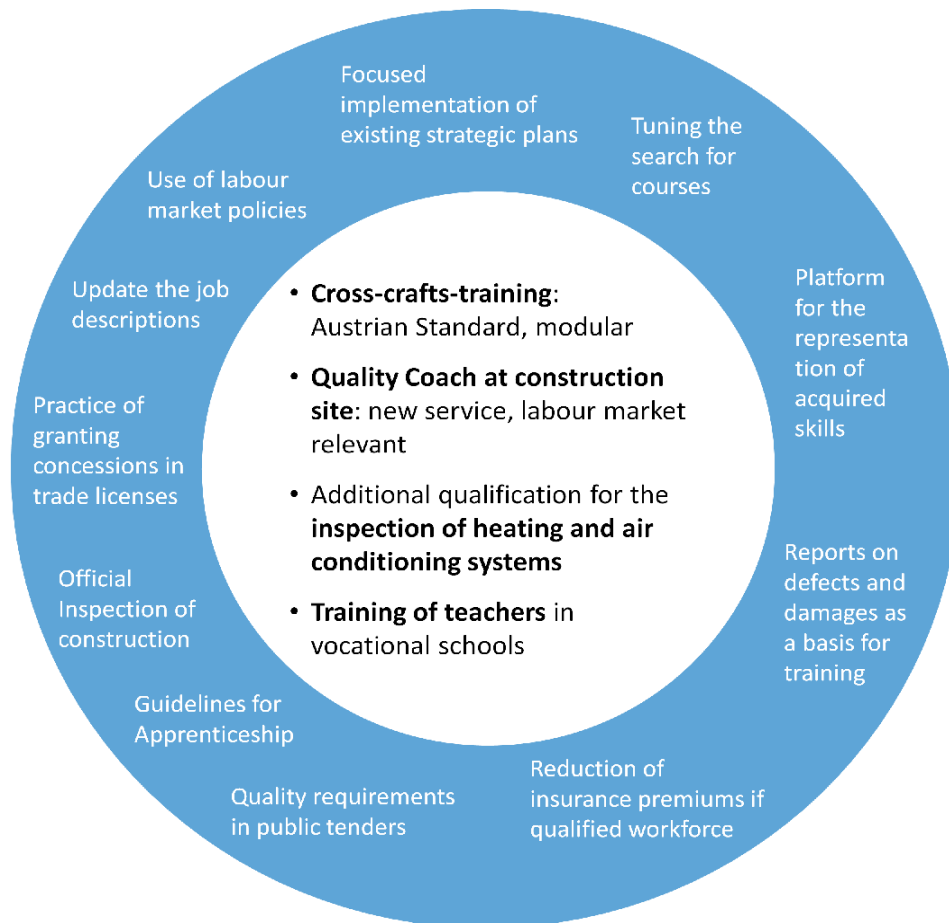 Focused
implementation of
existing strategic plans
Tuning the
search for
courses
Platform
for the
representa
tion of
acquired
skills
Reports on
defects and
damages as
a basis for
training
Reduction of
insurance premiums if
qualified workforce
Quality requirements
in public tenders
Guidelines for
Apprenticeship
Official
Inspection of
construction
Practice of
granting
concessions in
trade licenses
Update the job
descriptions
Use of labour
market policies
• Cross-crafts-training:
Austrian Standard, modular
• Quality Coach at construction
site: new service, labour market
relevant
• Additional qualification for the
inspection of heating and air
conditioning systems
• Training of teachers in
vocational schools